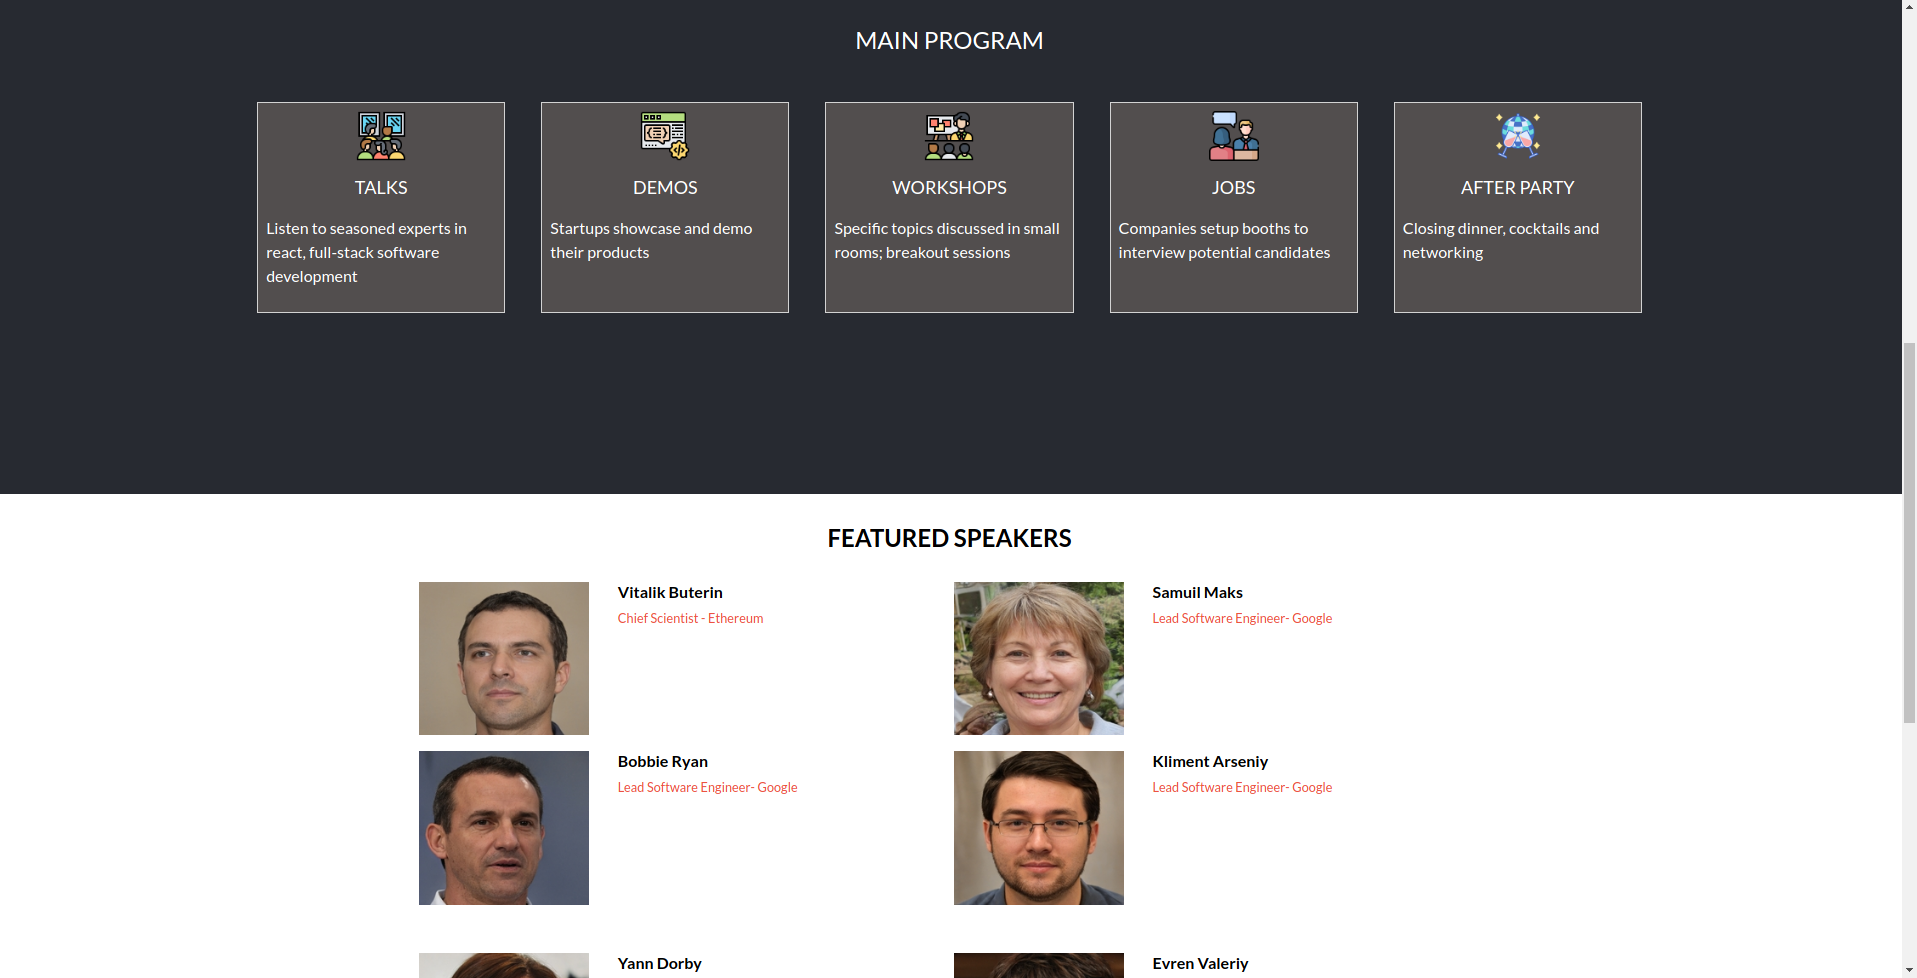 MAIN PROGRAM
TALKS
Listen to seasoned experts in
react, full-stack software
development
DEMOS
Startups showcase and demo
their products
WORKSHOPS
Specific topics discussed in small
rooms; breakout sessions
JOBS
Companies setup booths to
interview potential candidates
AFTER PARTY
Closing dinner, cocktails and
networking
FEATURED SPEAKERS
Vitalik Buterin
Chief Scientist - Ethereum
Samuil Maks
Lead Software Engineer- Google
Bobbie Ryan
Lead Software Engineer- Google
Kliment Arseniy
Lead Software Engineer- Google
Yann Dorby
Evren Valeriy